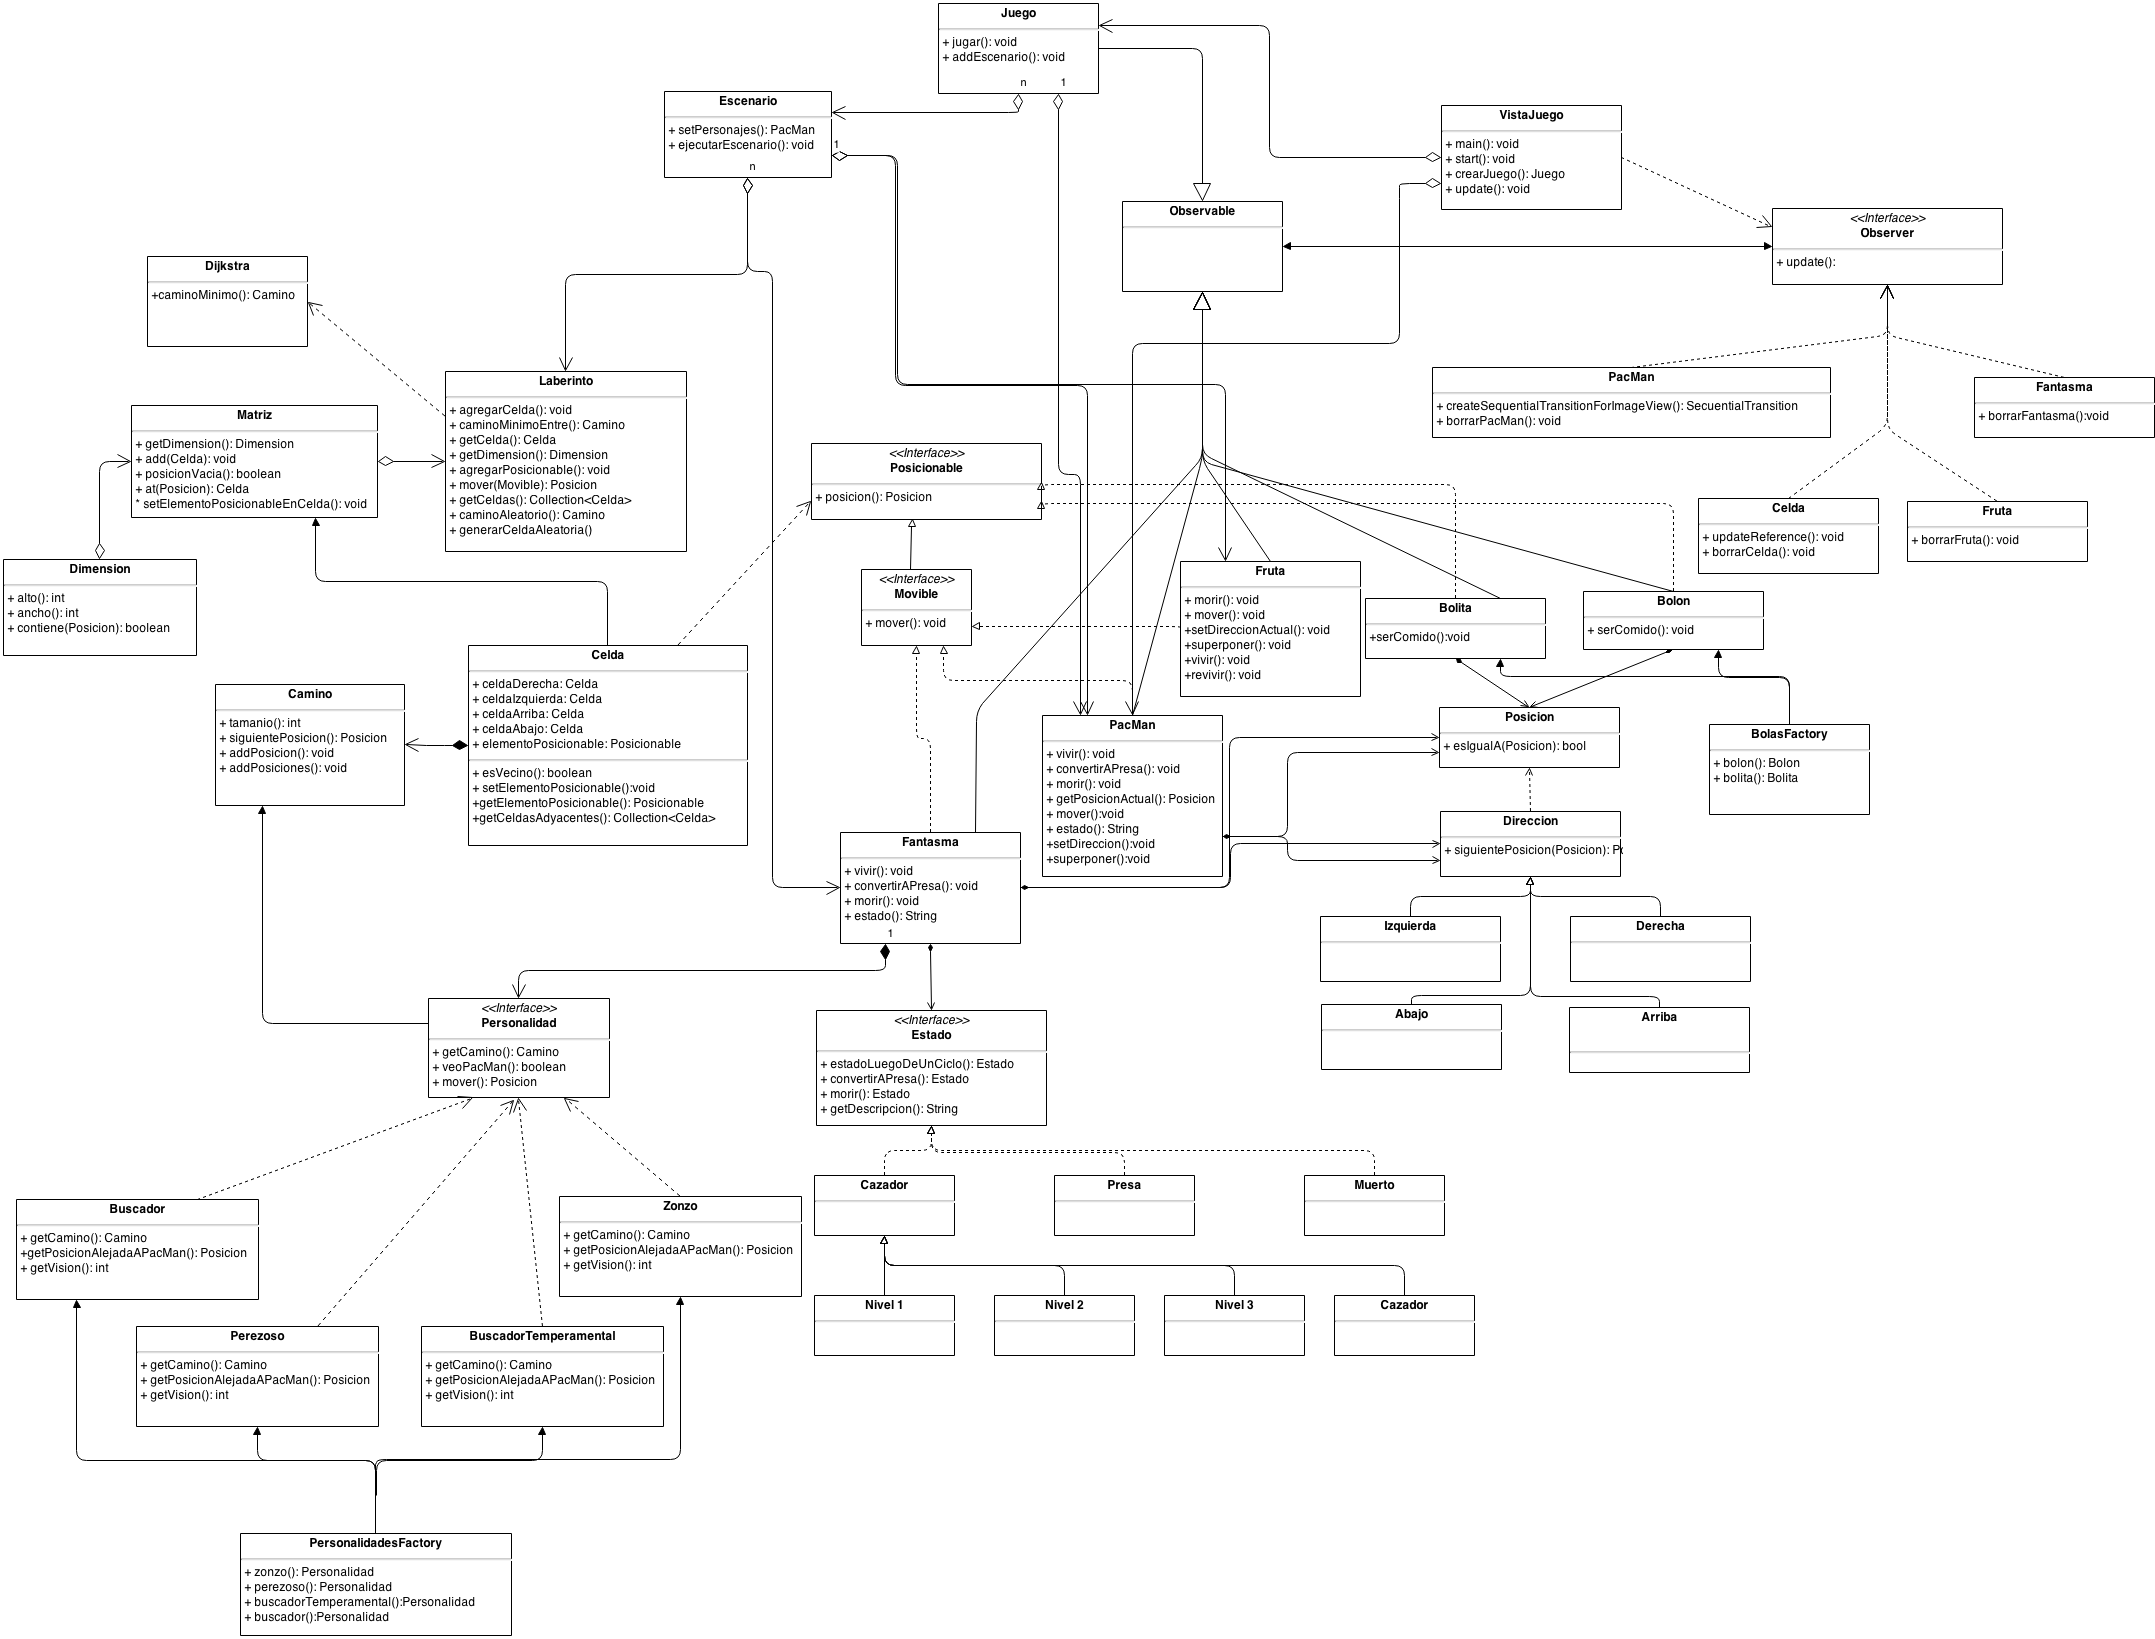 Juego
+ jugar(): void
+ addEscenario(): void
n
1
Escenario
+ setPersonajes(): PacMan
+ ejecutarEscenario(): void
n
1
VistaJuego
+ main(): void
+ start(): void
+ crearJuego(): Juego
+ update(): void
Observable
<<Interface>>
Observer
+ update():
Dijkstra
+caminoMinimo(): Camino
Laberinto
+ agregarCelda(): void
+ caminoMinimoEntre(): Camino
+ getCelda(): Celda
+ getDimension(): Dimension
+ agregarPosicionable(): void
+ mover(Movible): Posicion
+ getCeldas(): Collection<Celda>
+ caminoAleatorio(): Camino
+ generarCeldaAleatoria()
PacMan
+ createSequentialTransitionForImageView(): SecuentialTransition
+ borrarPacMan(): void
Fantasma
+ borrarFantasma():void
Matriz
+ getDimension(): Dimension
+ add(Celda): void
+ posicionVacia(): boolean
+ at(Posicion): Celda
* setElementoPosicionableEnCelda(): void
<<Interface>>
Posicionable
+ posicion(): Posicion
Celda
+ updateReference(): void
+ borrarCelda(): void
Fruta
+ borrarFruta(): void
Dimension
+ alto(): int
+ ancho(): int
+ contiene(Posicion): boolean
<<Interface>>
Movible
+ mover(): void
Fruta
+ morir(): void
+ mover(): void
+setDireccionActual(): void
+superponer(): void
+vivir(): void
+revivir(): void
Bolita
+serComido():void
Bolon
+ serComido(): void
Celda
+ celdaDerecha: Celda
+ celdaIzquierda: Celda
+ celdaArriba: Celda
+ celdaAbajo: Celda
+ elementoPosicionable: Posicionable
+ esVecino(): boolean
+ setElementoPosicionable():void
+getElementoPosicionable(): Posicionable
+getCeldasAdyacentes(): Collection<Celda>
Camino
+ tamanio(): int
+ siguientePosicion(): Posicion
+ addPosicion(): void
+ addPosiciones(): void
PacMan
+ vivir(): void
+ convertirAPresa(): void
+ morir(): void
+ getPosicionActual(): Posicion
+ mover():void
+ estado(): String
+setDireccion():void
+superponer():void
Posicion
+ esIgualA(Posicion): bool
BolasFactory
+ bolon(): Bolon
+ bolita(): Bolita
Direccion
+ siguientePosicion(Posicion): P
Fantasma
+ vivir(): void
+ convertirAPresa(): void
+ morir(): void
+ estado(): String
1
Izquierda
Derecha
Abajo
Arriba
<<Interface>>
Personalidad
+ getCamino(): Camino
+ veoPacMan(): boolean
+ mover(): Posicion
<<Interface>>
Estado
+ estadoLuegoDeUnCiclo(): Estado
+ convertirAPresa(): Estado
+ morir(): Estado
+ getDescripcion(): String
Cazador
Presa
Muerto
Buscador
+ getCamino(): Camino
+getPosicionAlejadaAPacMan(): Posicion
+ getVision(): int
Zonzo
+ getCamino(): Camino
+ getPosicionAlejadaAPacMan(): Posicion
+ getVision(): int
Nivel 1
Nivel 2
Nivel 3
Cazador
Perezoso
+ getCamino(): Camino
+ getPosicionAlejadaAPacMan(): Posicion
+ getVision(): int
BuscadorTemperamental
+ getCamino(): Camino
+ getPosicionAlejadaAPacMan(): Posicion
+ getVision(): int
PersonalidadesFactory
+ zonzo(): Personalidad
+ perezoso(): Personalidad
+ buscadorTemperamental():Personalidad
+ buscador():Personalidad